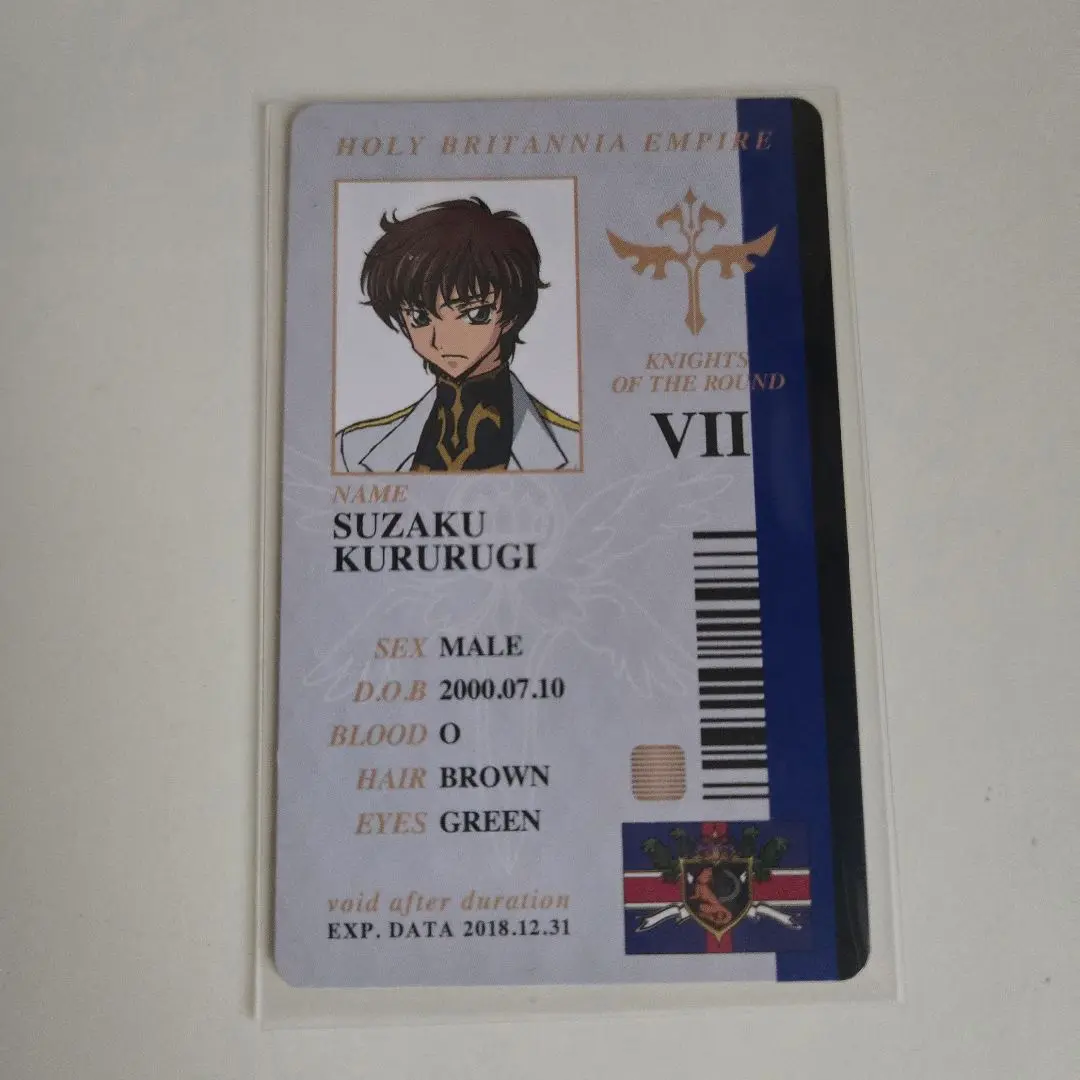 HOLY BRITANNIA EMPIRE
KNIGHTS
OF THE ROUND
VII
NAME
SUZAKU
KURURUGI
SEX MALE
D.O.B 2000.07.10
BLOOD O
HAIR BROWN
EYES GREEN
void after duration
EXP. DATA 2018.12.31